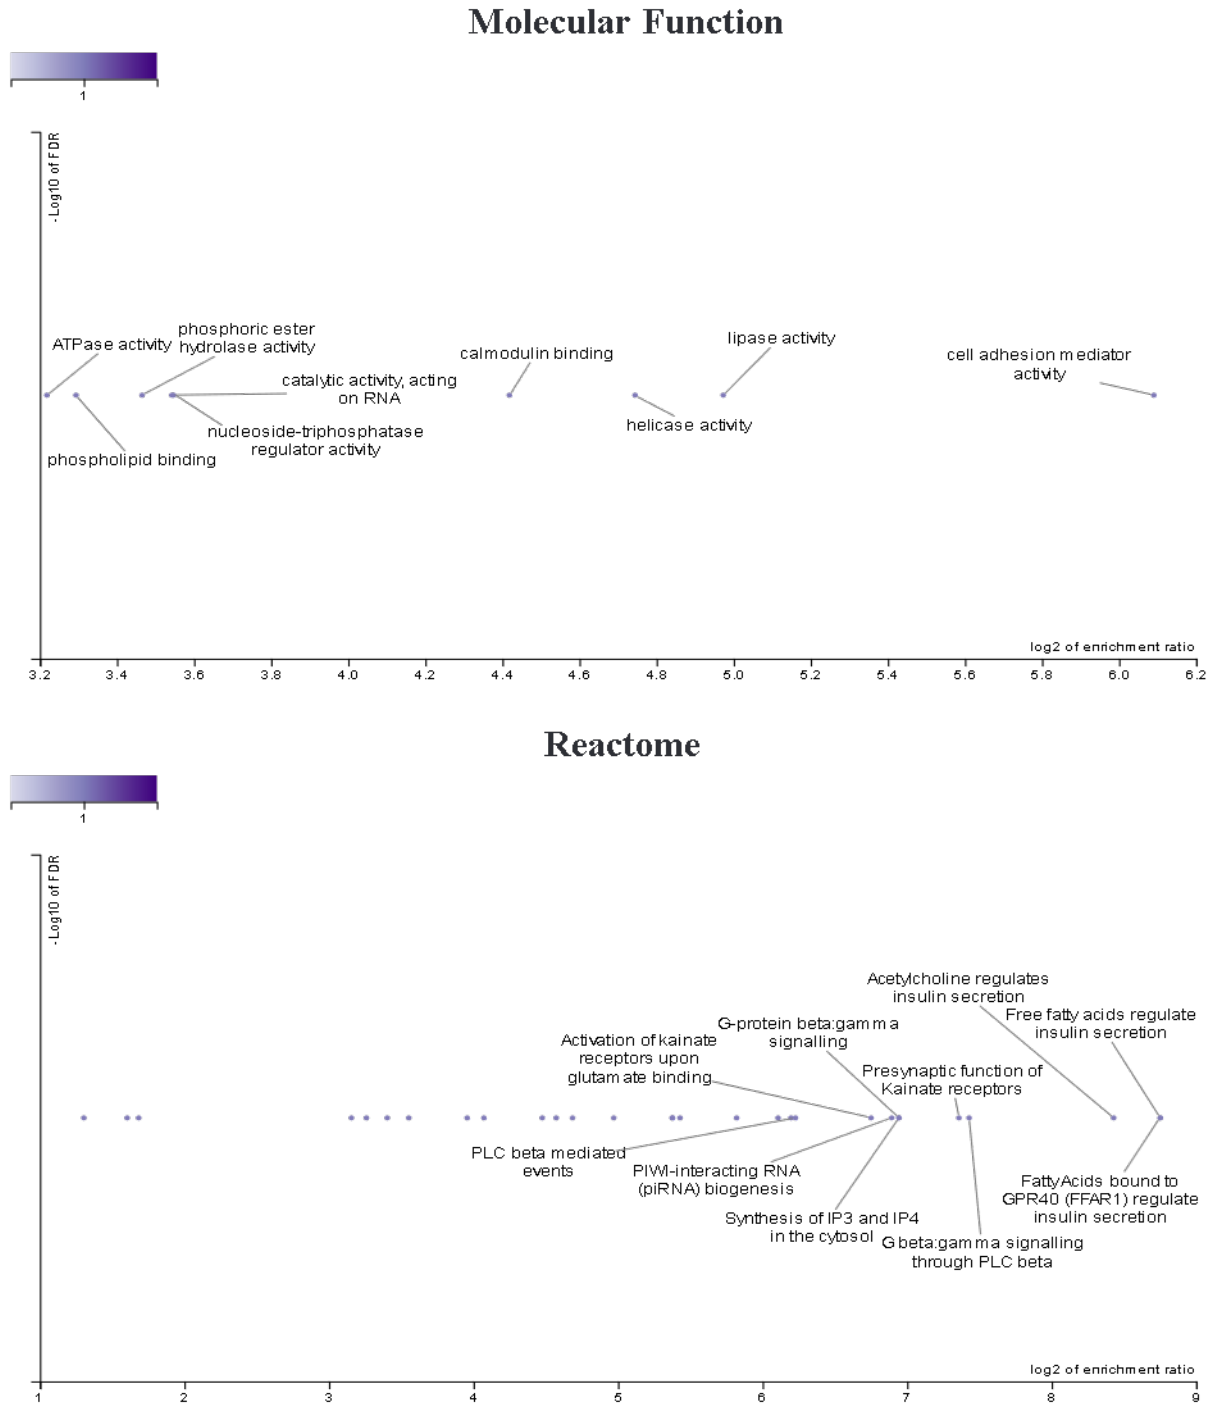 Molecular Function
1
-Log10 of FDR
phosphoric ester
hydrolase activity
ATPase activity
lipase activity
calmodulin binding
cell adhesion mediator
activity
catalytic activity, acting
on RNA
helicase activity
nucleoside-triphosphatase
regulator activity
phospholipid binding
log2 of enrichment ratio
3.2 3.4 3.6 3.8 4.0 4.2 4.4 4.6 4.8 5.0 5.2 5.4 5.6 5.8 6.0 6.2
Reactome
1
-Log10 of FDR
Acetylcholine regulates
insulin secretion
Free fatty acids regulate
insulin secretion
G-protein beta:gamma
signalling
Activation of kainate
receptors upon
glutamate binding
Presynaptic function of
Kainate receptors
PLC beta mediated
events
PIWI-interacting RNA
(piRNA) biogenesis
FattyAcids bound to
GPR40 (FFAR1) regulate
insulin secretion
Synthesis of IP3 and IP4
in the cytosol
G beta:gamma signalling
through PLC beta
log2 of enrichment ratio
1 2 3 4 5 6 7 8 9